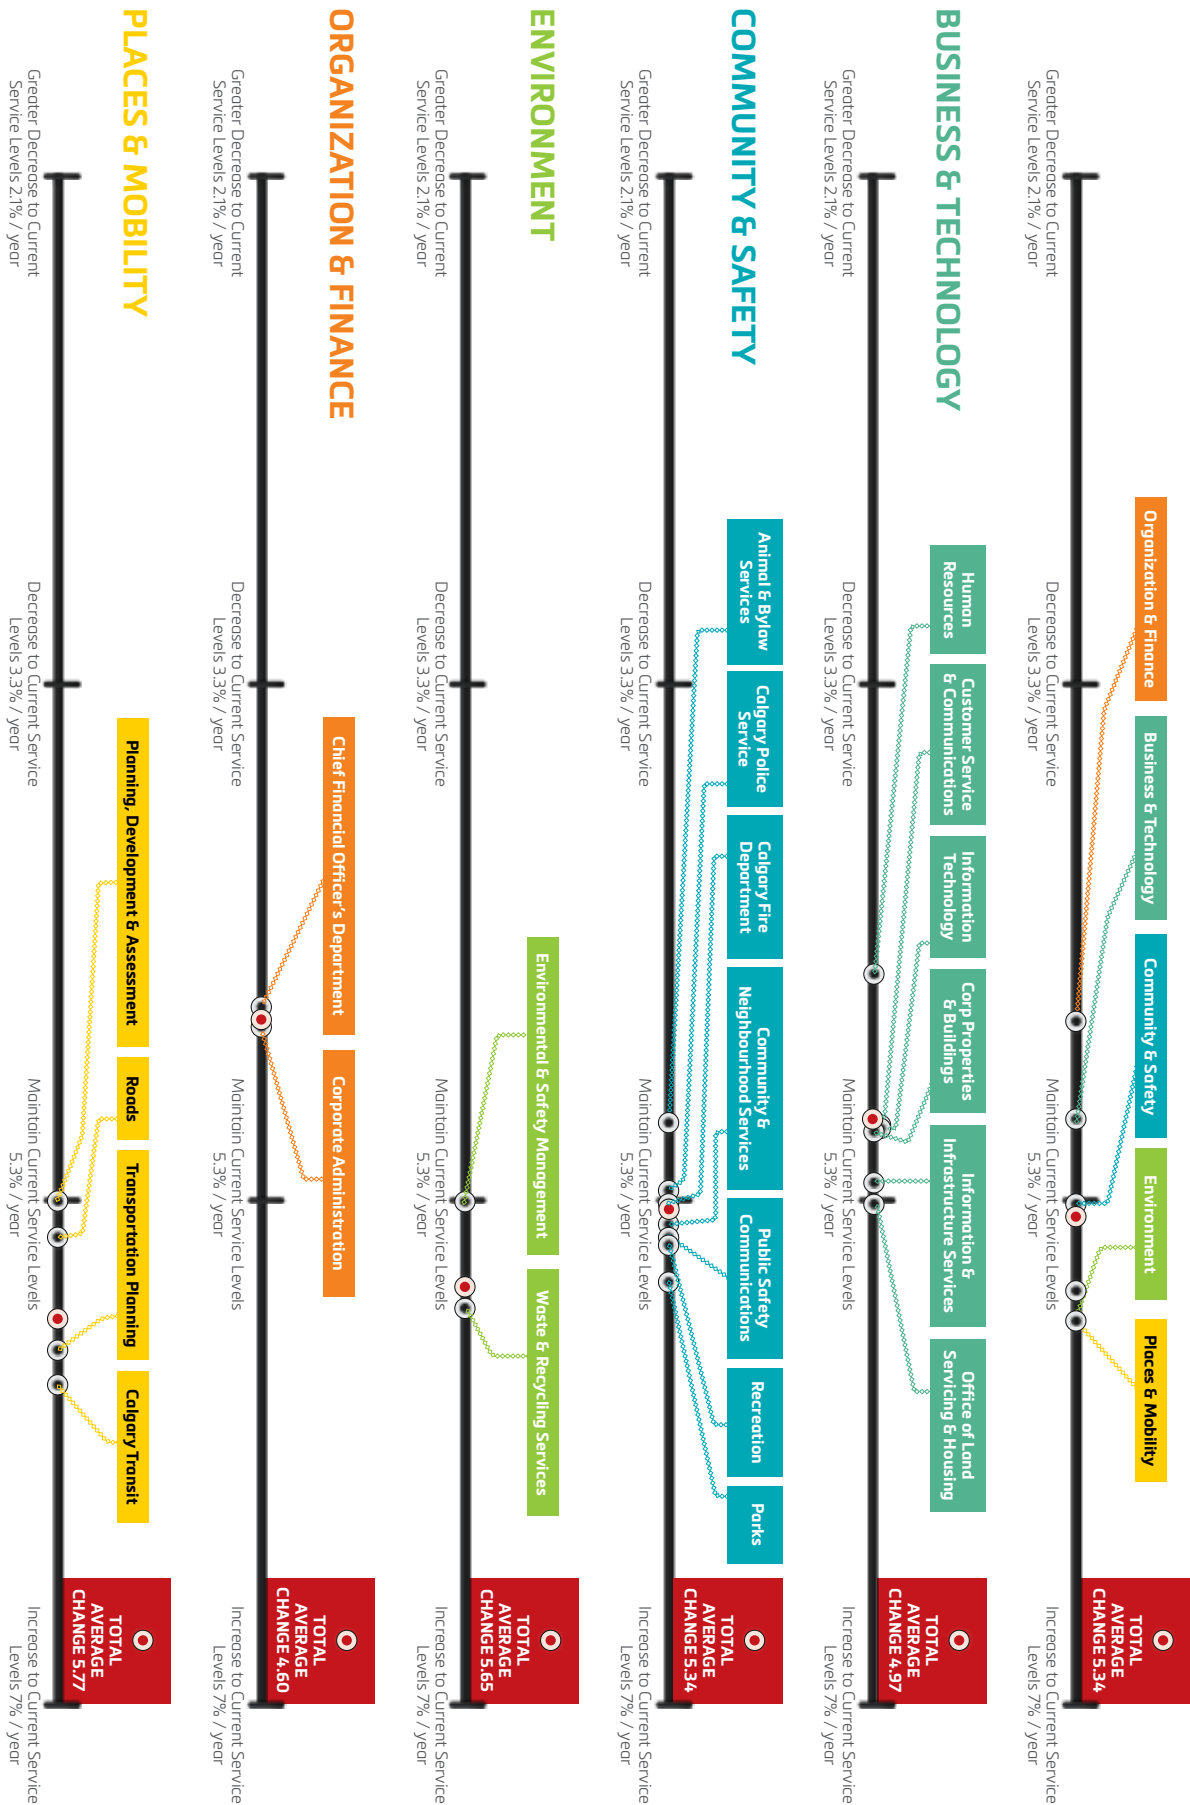 Organization & Finance
Business & Technology
Community & Safety
Environment
Places & Mobility
TOTAL
AVERAGE
CHANGE 5.34
Greater Decrease to Current
Service Levels 2.1% / year
Decrease to Current Service
Levels 3.3% / year
Maintain Current Service Levels
5.3% / year
Increase to Current Service
Levels 7% / year
BUSINESS & TECHNOLOGY
Human
Resources
Customer Service
& Communications
Information
Technology
Corp Properties
& Buildings
Information &
Infrastructure Services
Office of Land
Servicing & Housing
TOTAL
AVERAGE
CHANGE 4.97
Greater Decrease to Current
Service Levels 2.1% / year
Decrease to Current Service
Levels 3.3% / year
Maintain Current Service Levels
5.3% / year
Increase to Current Service
Levels 7% / year
COMMUNITY & SAFETY
Animal & Bylaw
Services
Calgary Police
Service
Calgary Fire
Department
Community &
Neighbourhood Services
Public Safety
Communications
Recreation
Parks
TOTAL
AVERAGE
CHANGE 5.34
Greater Decrease to Current
Service Levels 2.1% / year
Decrease to Current Service
Levels 3.3% / year
Maintain Current Service Levels
5.3% / year
Increase to Current Service
Levels 7% / year
ENVIRONMENT
Environmental & Safety Management
Waste & Recycling Services
TOTAL
AVERAGE
CHANGE 5.65
Greater Decrease to Current
Service Levels 2.1% / year
Decrease to Current Service
Levels 3.3% / year
Maintain Current Service Levels
5.3% / year
Increase to Current Service
Levels 7% / year
ORGANIZATION & FINANCE
Chief Financial Officer's Department
Corporate Administration
TOTAL
AVERAGE
CHANGE 4.60
Greater Decrease to Current
Service Levels 2.1% / year
Decrease to Current Service
Levels 3.3% / year
Maintain Current Service Levels
5.3% / year
Increase to Current Service
Levels 7% / year
PLACES & MOBILITY
Planning, Development & Assessment
Roads
Transportation Planning
Calgary Transit
TOTAL
AVERAGE
CHANGE 5.77
Greater Decrease to Current
Service Levels 2.1% / year
Decrease to Current Service
Levels 3.3% / year
Maintain Current Service Levels
5.3% / year
Increase to Current Service
Levels 7% / year